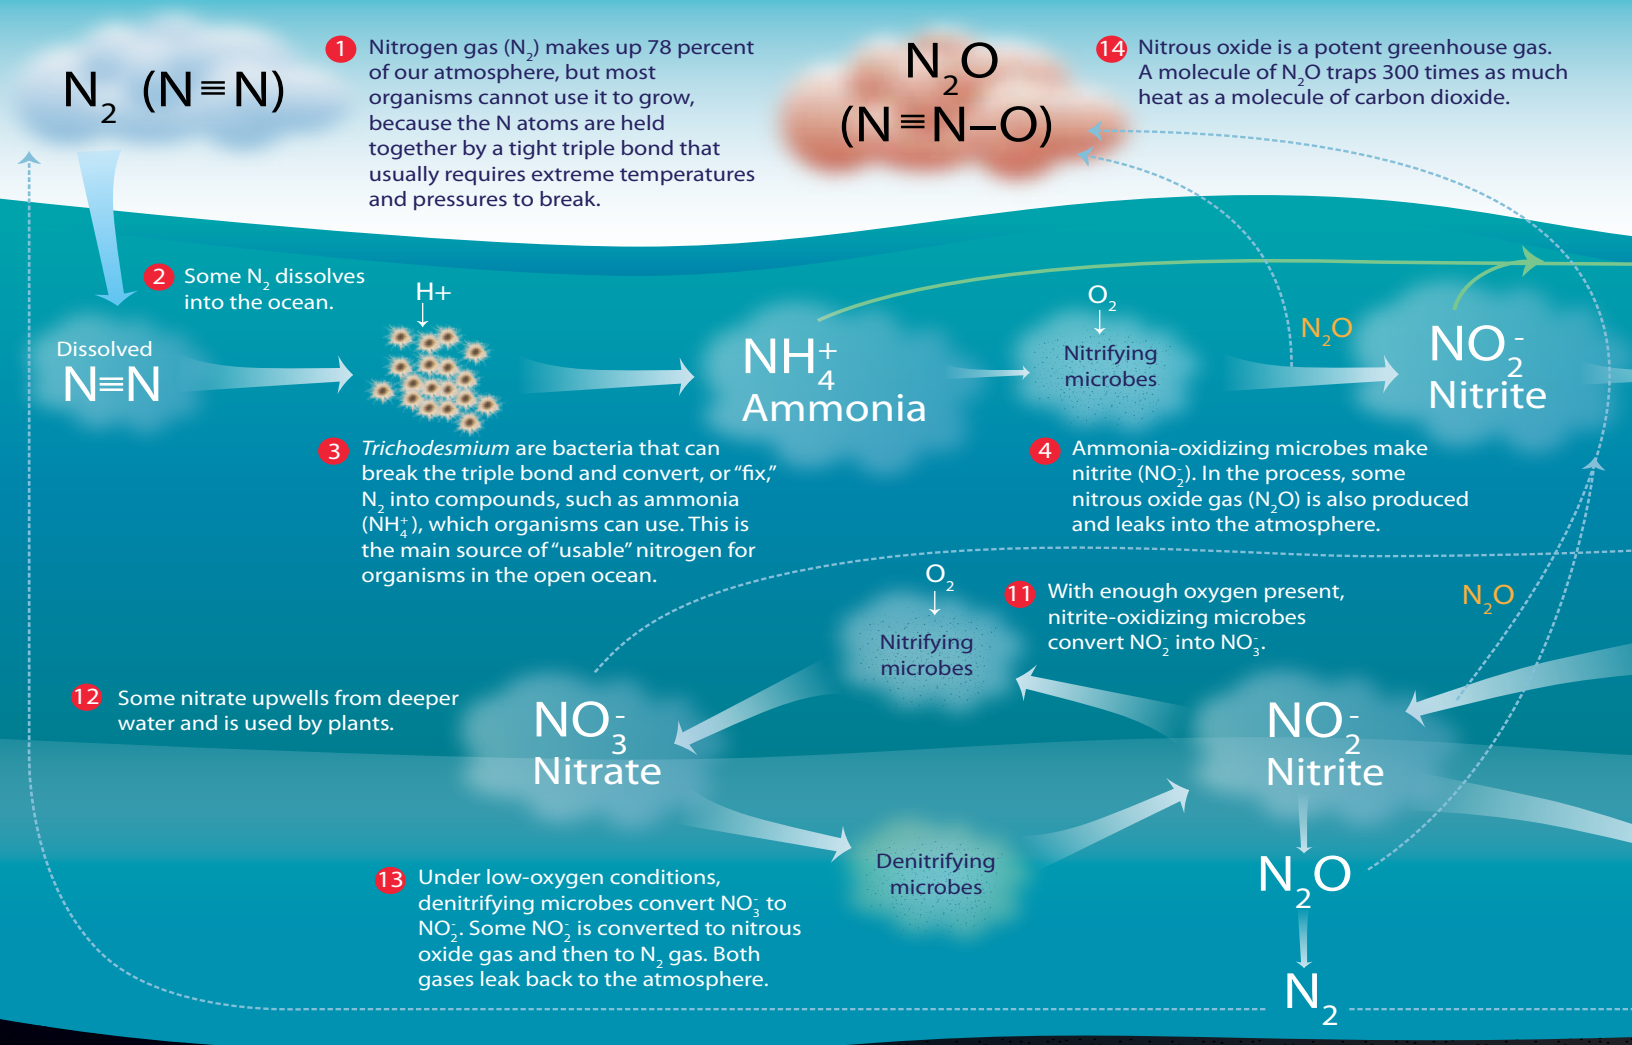 N2 (N≡N)
1 Nitrogen gas (N2) makes up 78 percent
of our atmosphere, but most
organisms cannot use it to grow,
because the N atoms are held
together by a tight triple bond that
usually requires extreme temperatures
and pressures to break.
N2O
(N≡N–O)
14 Nitrous oxide is a potent greenhouse gas.
A molecule of N2O traps 300 times as much
heat as a molecule of carbon dioxide.
2 Some N2 dissolves
into the ocean.
Dissolved
N≡N
H+
3 Trichodesmium are bacteria that can
break the triple bond and convert, or “fix,”
N2 into compounds, such as ammonia
(NH4+), which organisms can use. This is
the main source of “usable” nitrogen for
organisms in the open ocean.
NH4+
Ammonia
O2
Nitrifying
microbes
4 Ammonia-oxidizing microbes make
nitrite (NO2-). In the process, some
nitrous oxide gas (N2O) is also produced
and leaks into the atmosphere.
N2O
NO2-
Nitrite
O2
Nitrifying
microbes
11 With enough oxygen present,
nitrite-oxidizing microbes
convert NO2- into NO3-.
N2O
12 Some nitrate upwells from deeper
water and is used by plants.
NO3-
Nitrate
NO2-
Nitrite
13 Under low-oxygen conditions,
denitrifying microbes convert NO3- to
NO2-. Some NO2- is converted to nitrous
oxide gas and then to N2 gas. Both
gases leak back to the atmosphere.
Denitrifying
microbes
N2O
N2